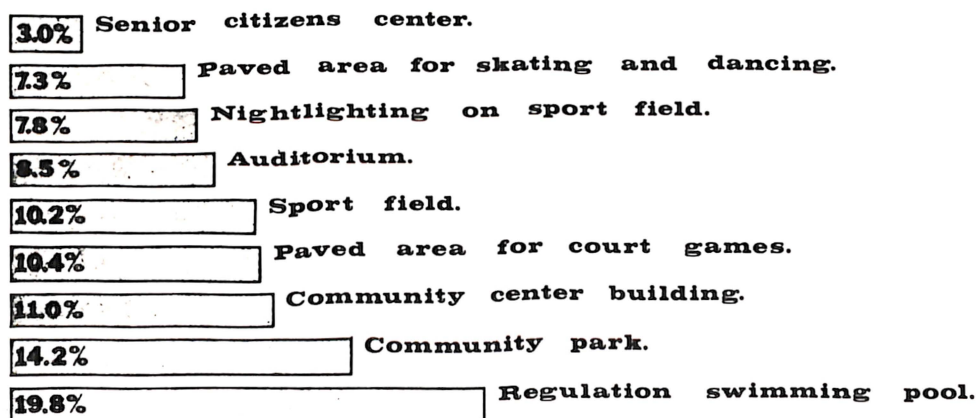 3.0% Senior citizens center.
7.3% Paved area for skating and dancing.
7.8% Nightlighting on sport field.
8.5% Auditorium.
10.2% Sport field.
10.4% Paved area for court games.
11.0% Community center building.
14.2% Community park.
19.8% Regulation swimming pool.